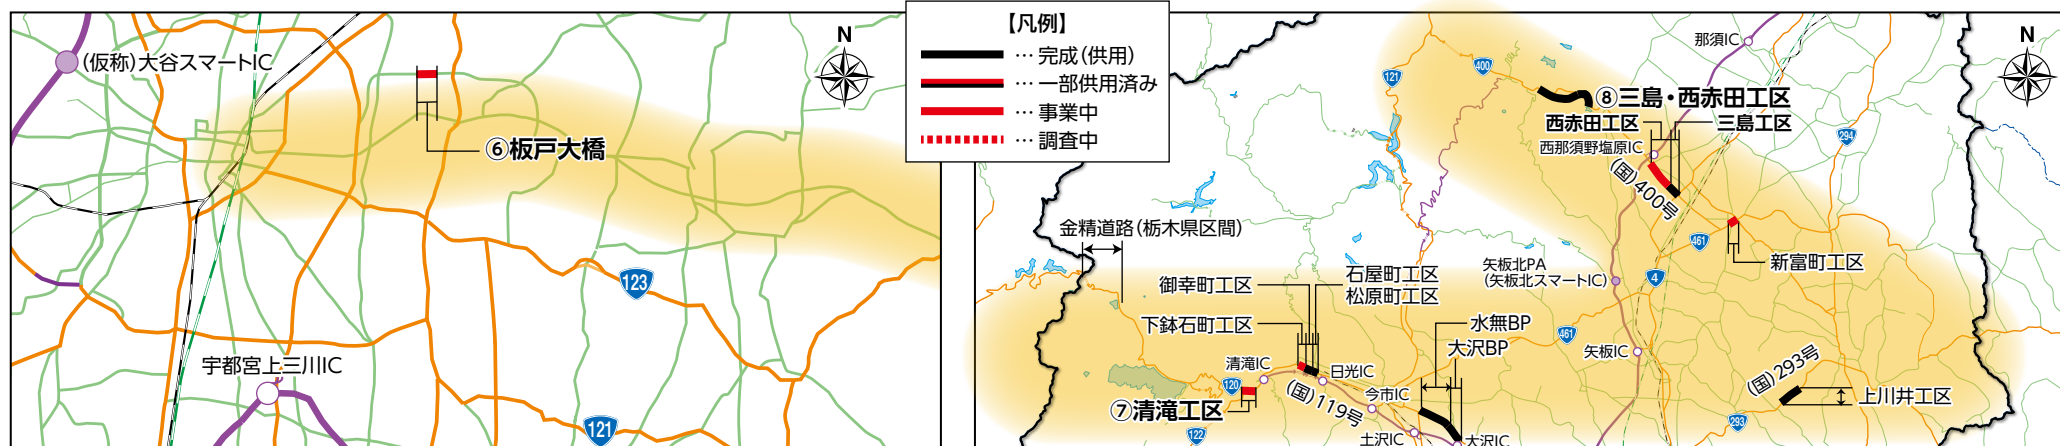 【凡例】
… 完成(供用)
… 一部供用済み
… 事業中
… 調査中
(仮称)大谷スマートIC
N
⑥板戸大橋
123
宇都宮上三川IC
121
N
那須IC
121
400
⑧三島・西赤田工区
西赤田工区
三島工区
294
西那須野塩原IC
(国)400号
金精道路(栃木県区間)
461
新富町工区
矢板北PA
(矢板北スマートIC)
4
御幸町工区
石屋町工区
松原町工区
下鉢石町工区
水無BP
大沢BP
461
矢板IC
清滝IC
日光IC
120
(国)119号
今市IC
(国)293号
上川井工区
⑦清滝工区
122
土沢IC
大沢IC
293